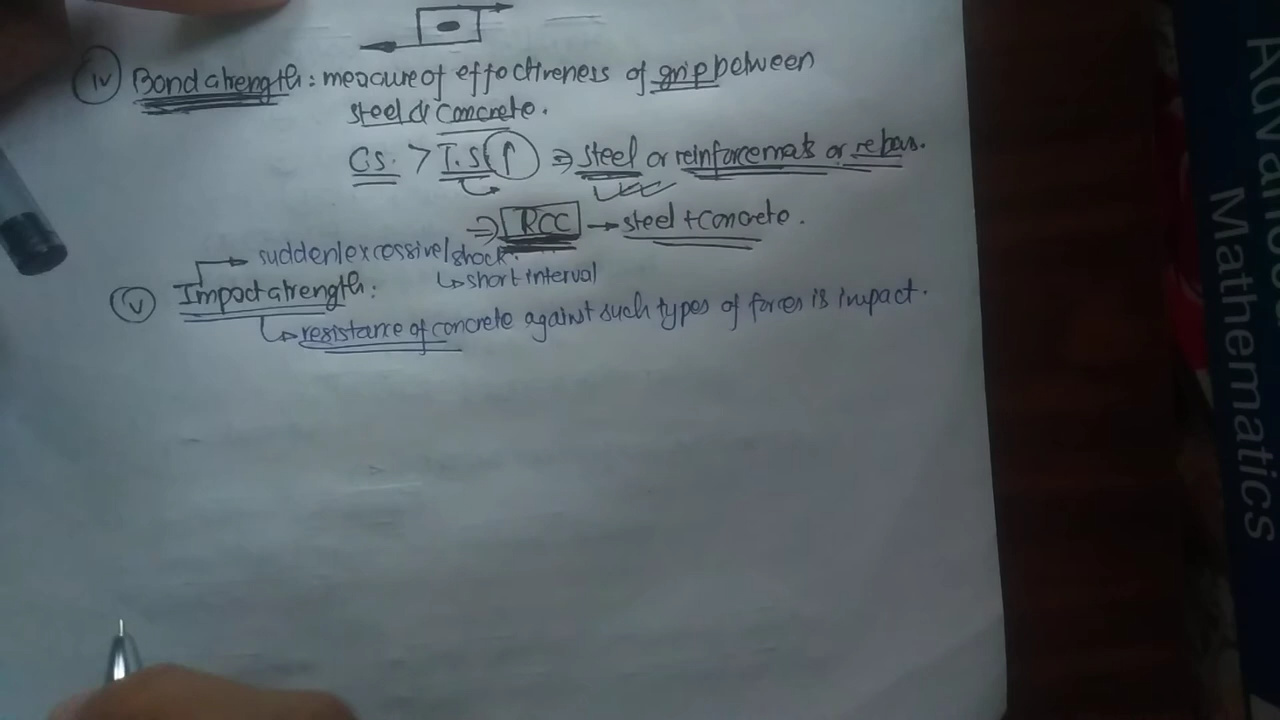 iv Bond strength: measure of effectiveness of grip between
steel & concrete.
C.S. > T.S(↑) ⇒ steel or reinforcements or rebars.
⇒ RCC → steel + concrete.
sudden/excessive/shock.
↳ short interval
v Impact strength:
↳ resistance of concrete against such types of forces is impact.
Advanced
Mathematics